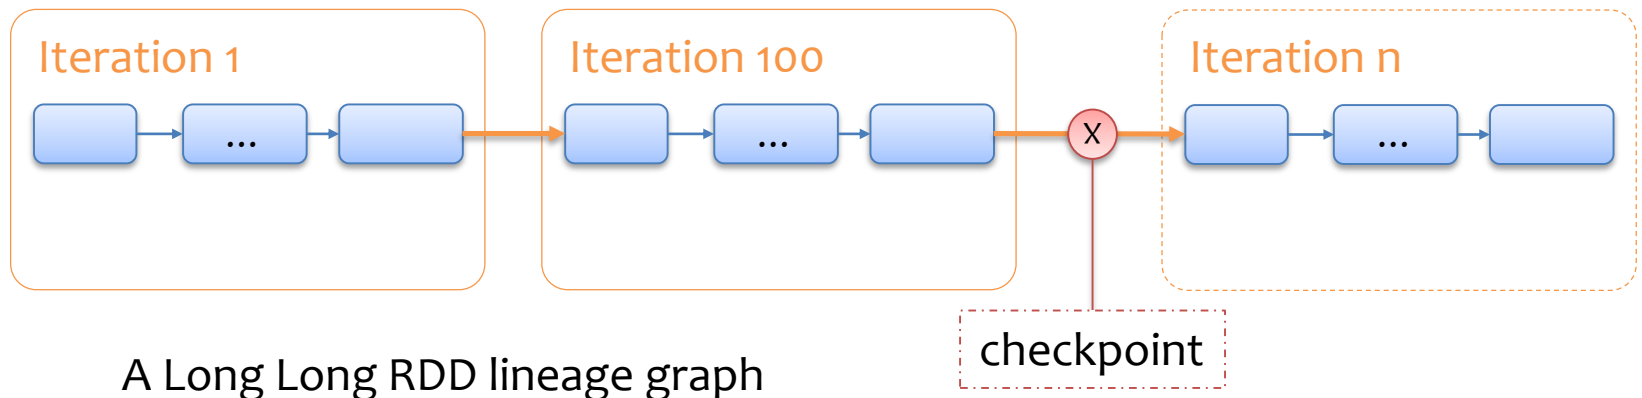 Iteration 1
Iteration 100
Iteration n
...
...
X
...
checkpoint
A Long Long RDD lineage graph